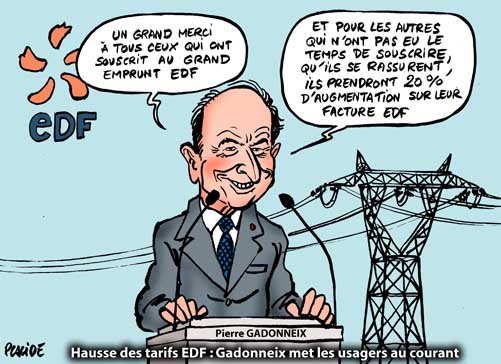 UN GRAND MERCI
À TOUS CEUX QUI ONT
SOUSCRIT AU GRAND
EMPRUNT EDF
ET POUR LES AUTRES
QUI N'ONT PAS EU LE
TEMPS DE SOUSCRIRE,
QU'ILS SE RASSURENT,
ILS PRENDRONT 20%
D'AUGMENTATION SUR LEUR
FACTURE EDF
eDF
Pierre GADONNEIX
PLACIDE
Hausse des tarifs EDF : Gadonneix met les usagers au courant